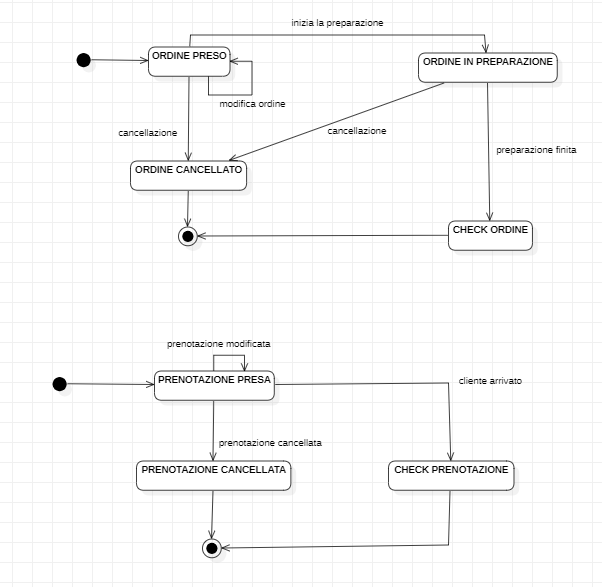 inizia la preparazione
ORDINE PRESO
ORDINE IN PREPARAZIONE
modifica ordine
cancellazione
cancellazione
preparazione finita
ORDINE CANCELLATO
CHECK ORDINE
prenotazione modificata
PRENOTAZIONE PRESA
cliente arrivato
prenotazione cancellata
PRENOTAZIONE CANCELLATA
CHECK PRENOTAZIONE